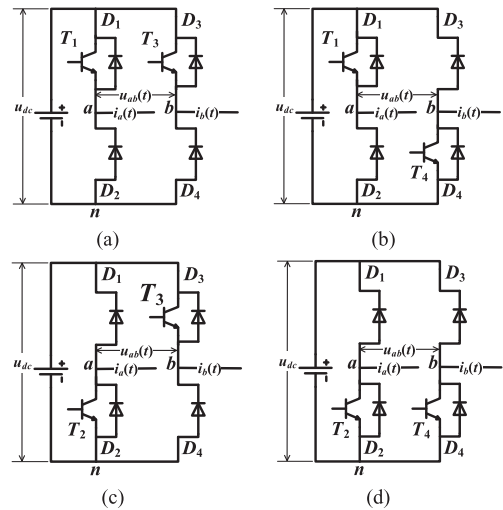 D1 D3
T1 T3
udc + - a uab(t) b
ia(t) ib(t)
D2 D4
n
(a)
D1 D3
T1
udc + - a uab(t) b
ia(t) ib(t)
T4
D2 D4
n
(b)
D1 D3
T3
udc + - a uab(t) b
ia(t) ib(t)
T2
D2 D4
n
(c)
D1 D3
udc + - a uab(t) b
ia(t) ib(t)
T2 T4
D2 D4
n
(d)